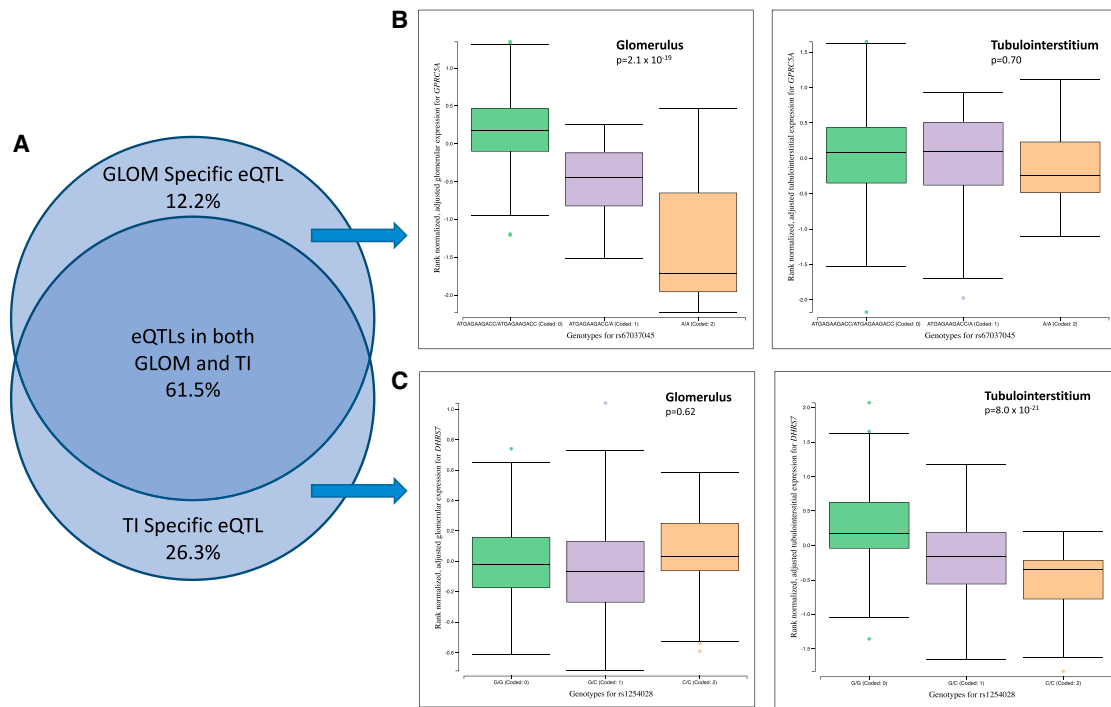 A
GLOM Specific eQTL
12.2%
eQTLs in both
GLOM and TI
61.5%
TI Specific eQTL
26.3%
B
Glomerulus
p=2.1 x 10-19
Rank normalized, adjusted glomerular expression for GPRC5A
1.0
0.5
0.0
-0.5
-1.0
-1.5
-2.0
ATGAGAAGACC/ATGAGAAGACC (Coded: 0)
ATGAGAAGACC/A (Coded: 1)
A/A (Coded: 2)
Genotypes for rs67037045
Tubulointerstitium
p=0.70
Rank normalized, adjusted tubulointerstitial expression for GPRC5A
1.5
1.0
0.5
0.0
-0.5
-1.0
-1.5
-2.0
ATGAGAAGACC/ATGAGAAGACC (Coded: 0)
ATGAGAAGACC/A (Coded: 1)
A/A (Coded: 2)
Genotypes for rs67037045
C
Glomerulus
p=0.62
Rank normalized, adjusted glomerular expression for DHRS7
1.0
0.8
0.6
0.4
0.2
0.0
-0.2
-0.4
-0.6
G/G (Coded: 0)
G/C (Coded: 1)
C/C (Coded: 2)
Genotypes for rs1254028
Tubulointerstitium
p=8.0 x 10-21
Rank normalized, adjusted tubulointerstitial expression for DHRS7
2.0
1.5
1.0
0.5
0.0
-0.5
-1.0
-1.5
G/G (Coded: 0)
G/C (Coded: 1)
C/C (Coded: 2)
Genotypes for rs1254028